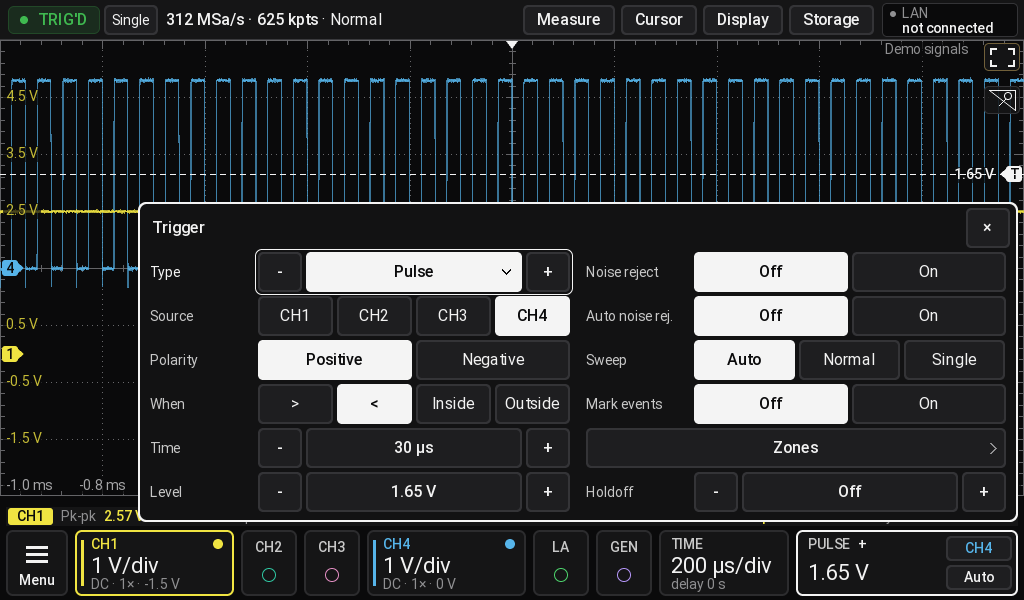 TRIG'D Single 312 MSa/s · 625 kpts · Normal Measure Cursor Display Storage LAN
not connected
Demo signals
4.5 V
3.5 V
1.65 V T
2.5 V
Trigger ×
Type - Pulse + Noise reject Off On
4
Source CH1 CH2 CH3 CH4 Auto noise rej. Off On
0.5 V
1
Polarity Positive Negative Sweep Auto Normal Single
-0.5 V
When > < Inside Outside Mark events Off On
-1.5 V
Time - 30 µs + Zones
-1.0 ms -0.8 ms
Level - 1.65 V + Holdoff - Off +
CH1 Pk-pk 2.57 V
Menu
CH1
1 V/div
DC · 1× · -1.5 V
CH2
CH3
CH4
1 V/div
DC · 1× · 0 V
LA
GEN
TIME
200 µs/div
delay 0 s
PULSE + CH4
1.65 V Auto